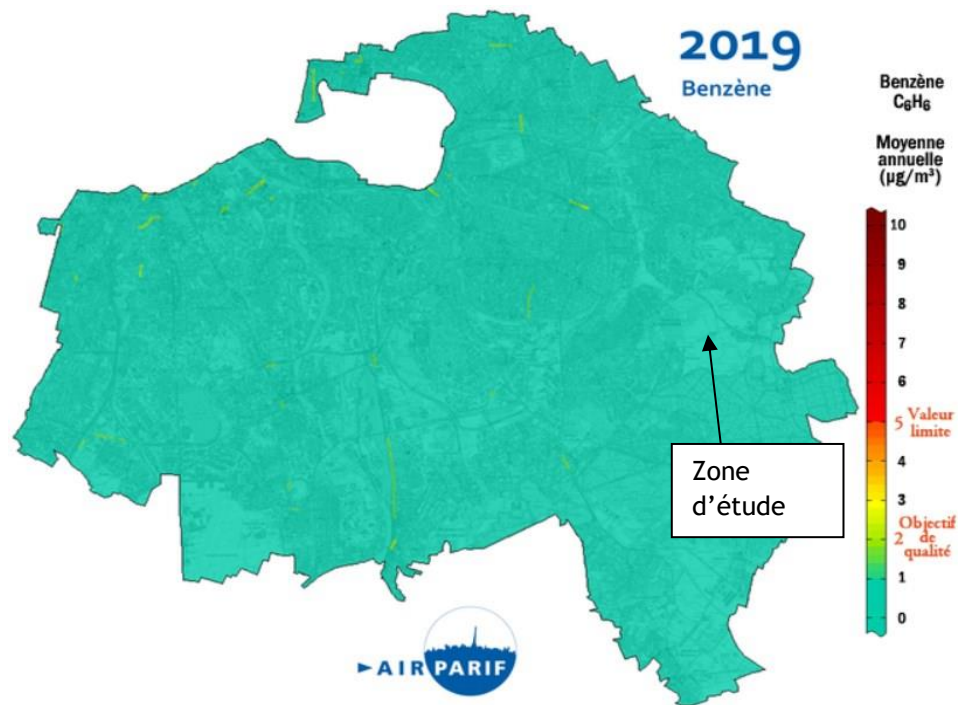 2019
Benzène
Benzène
C₆H₆
Moyenne
annuelle
(µg/m³)
10
9
8
7
6
5 Valeur
limite
4
3
Objectif
2 de
qualité
1
0
Zone
d'étude
AIRPARIF